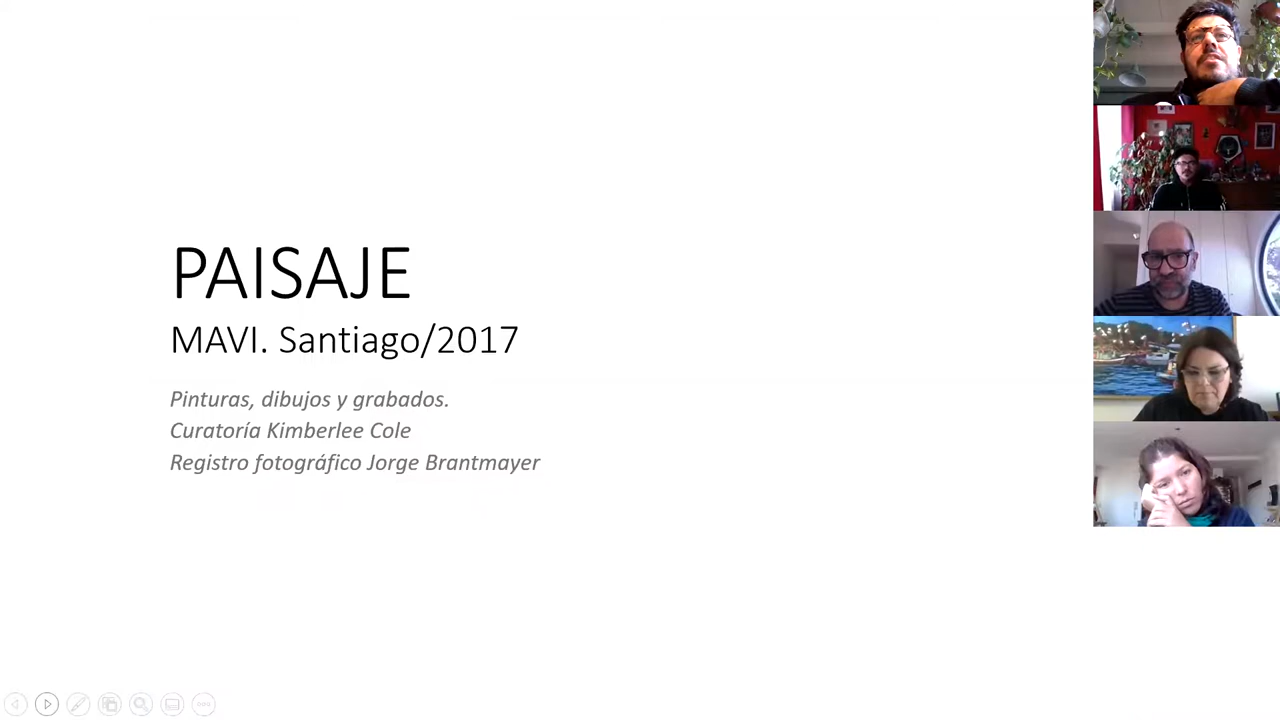 PAISAJE
MAVI. Santiago/2017
Pinturas, dibujos y grabados.
Curatoría Kimberlee Cole
Registro fotográfico Jorge Brantmayer